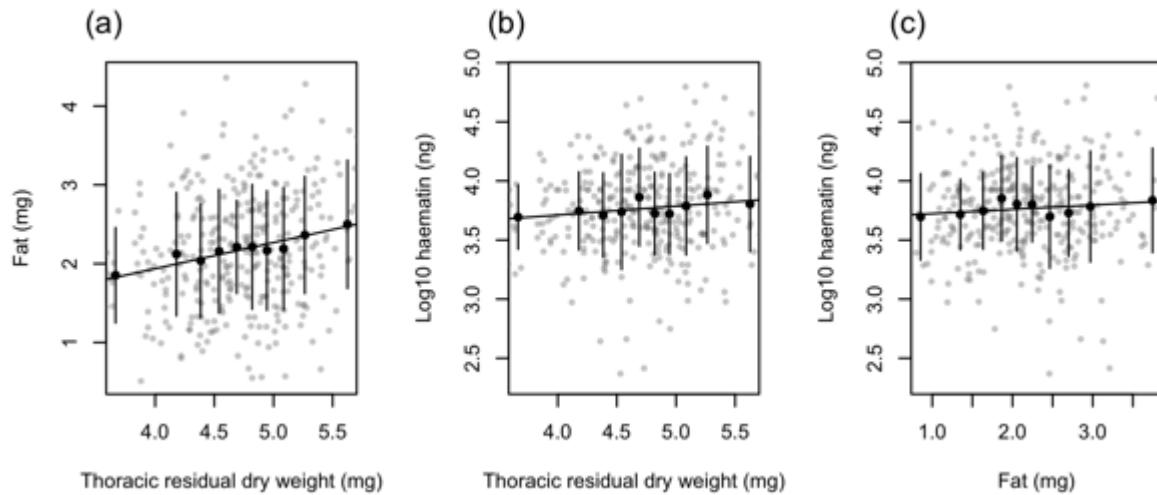 (a)
(b)
(c)
Fat (mg)
1
2
3
4
4.0 4.5 5.0 5.5
Thoracic residual dry weight (mg)
Log10 haematin (ng)
2.5 3.0 3.5 4.0 4.5 5.0
4.0 4.5 5.0 5.5
Thoracic residual dry weight (mg)
Log10 haematin (ng)
2.5 3.0 3.5 4.0 4.5 5.0
1.0 2.0 3.0
Fat (mg)